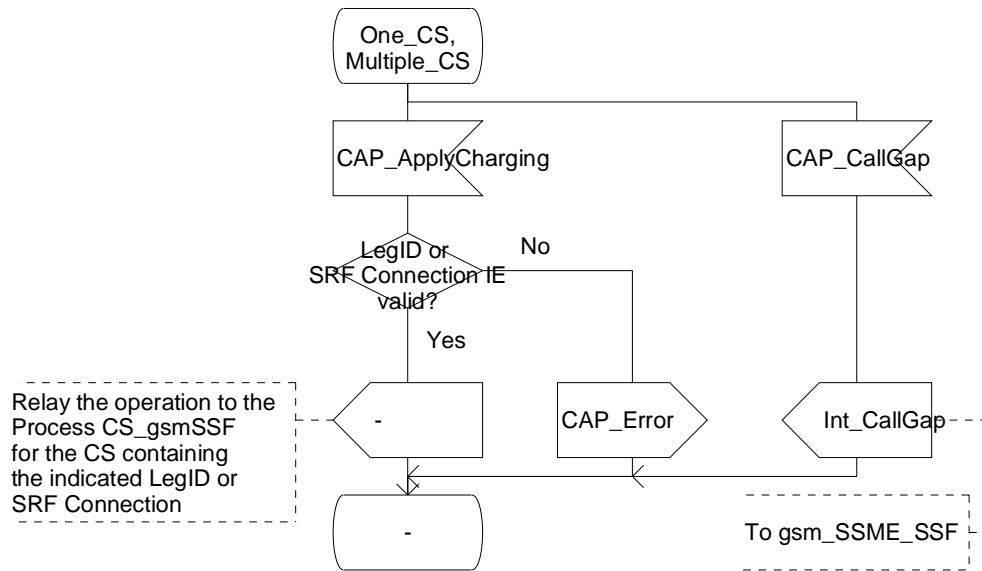 One_CS,
Multiple_CS
CAP_ApplyCharging
CAP_CallGap
LegID or
SRF Connection IE
valid?
No
Yes
Relay the operation to the
Process CS_gsmSSF
for the CS containing
the indicated LegID or
SRF Connection
-
CAP_Error
Int_CallGap
-
To gsm_SSME_SSF